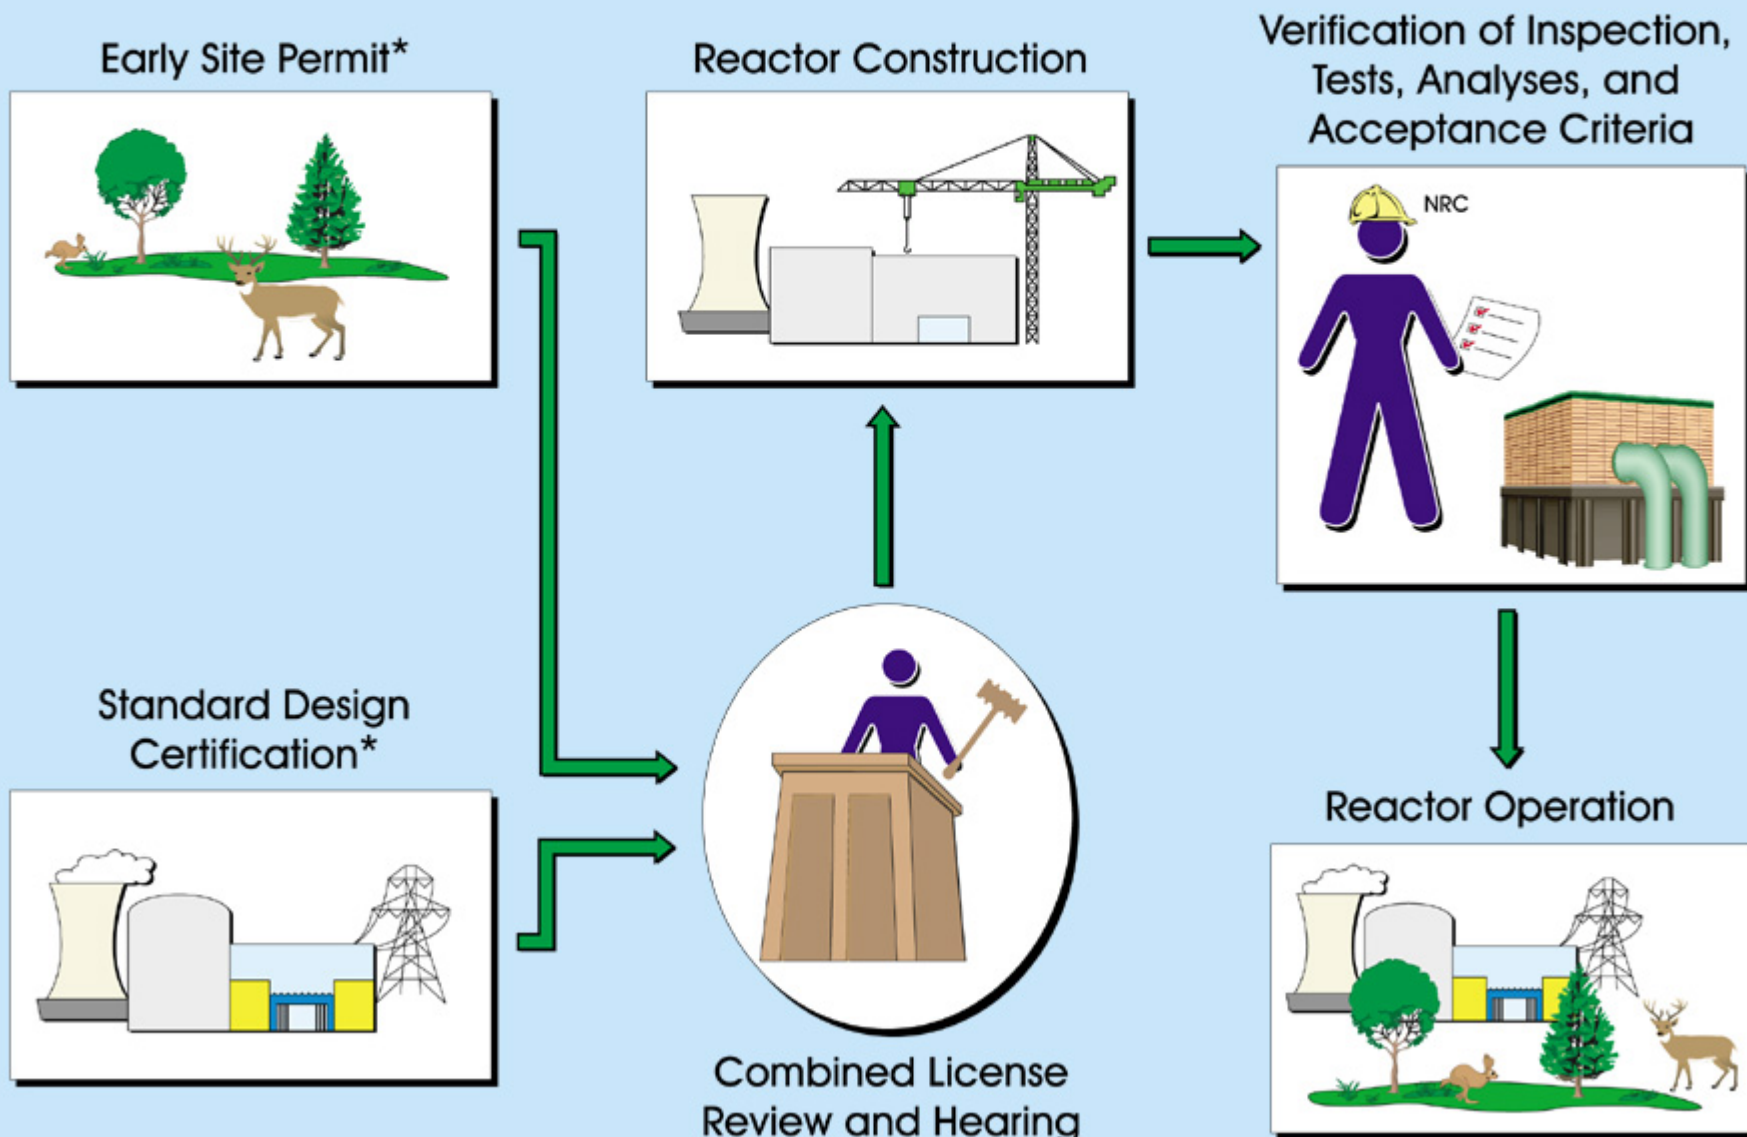 Early Site Permit*
Reactor Construction
Verification of Inspection,
Tests, Analyses, and
Acceptance Criteria
NRC
Standard Design
Certification*
Combined License
Review and Hearing
Reactor Operation